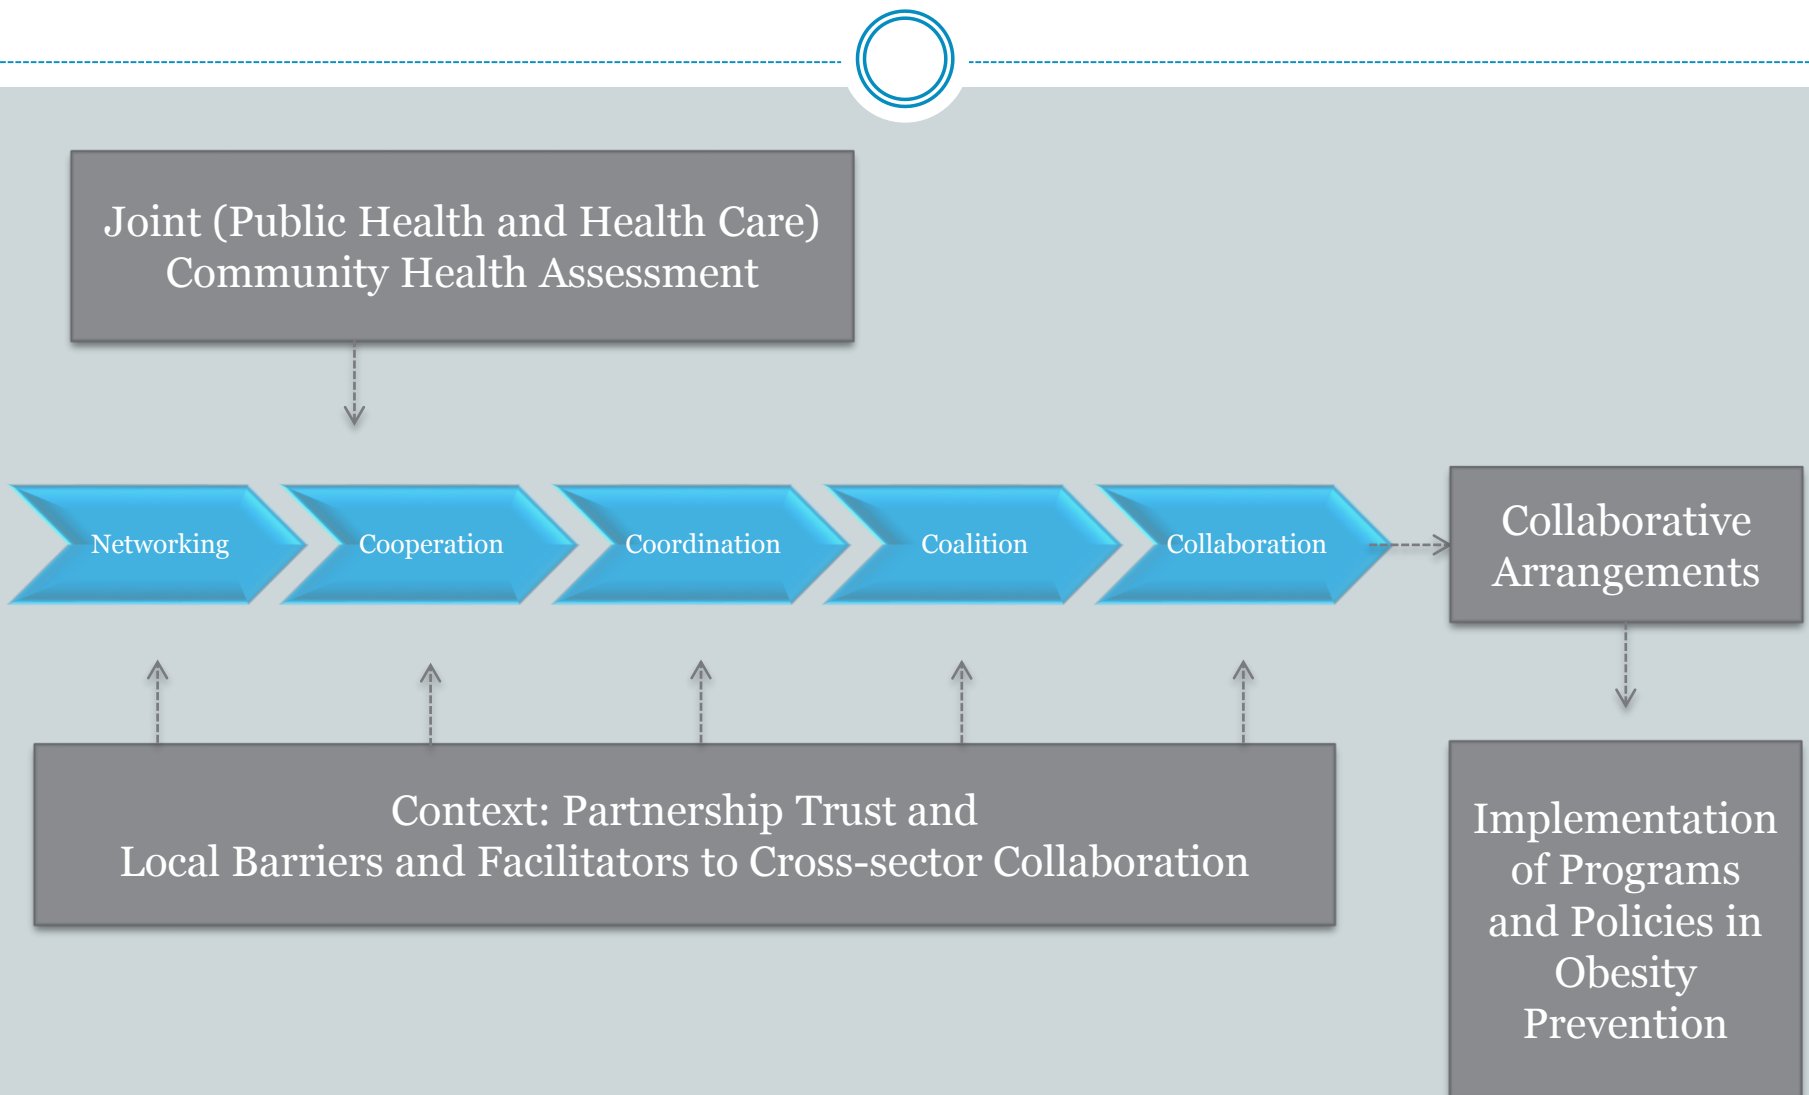 Joint (Public Health and Health Care)
Community Health Assessment
Networking
Cooperation
Coordination
Coalition
Collaboration
Collaborative
Arrangements
Context: Partnership Trust and
Local Barriers and Facilitators to Cross-sector Collaboration
Implementation
of Programs
and Policies in
Obesity
Prevention